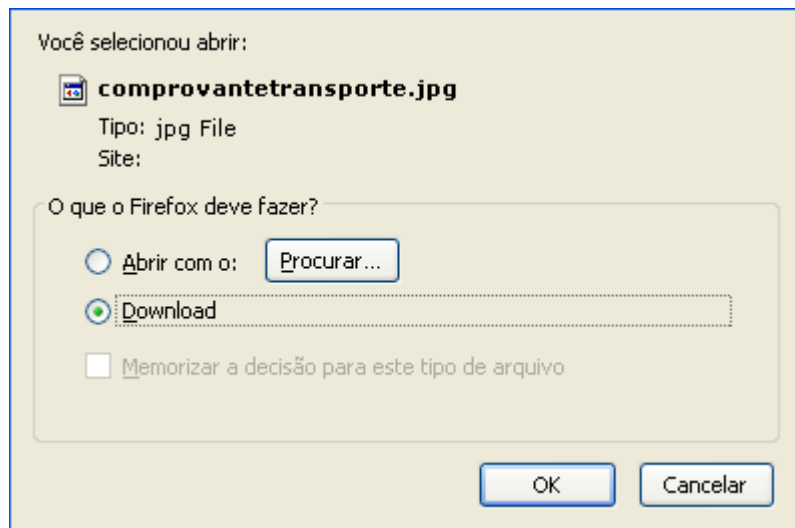 Você selecionou abrir:
comprovantetransporte.jpg
Tipo: jpg File
Site:
O que o Firefox deve fazer?
Abrir com o: Procurar...
Download
Memorizar a decisão para este tipo de arquivo
OK Cancelar